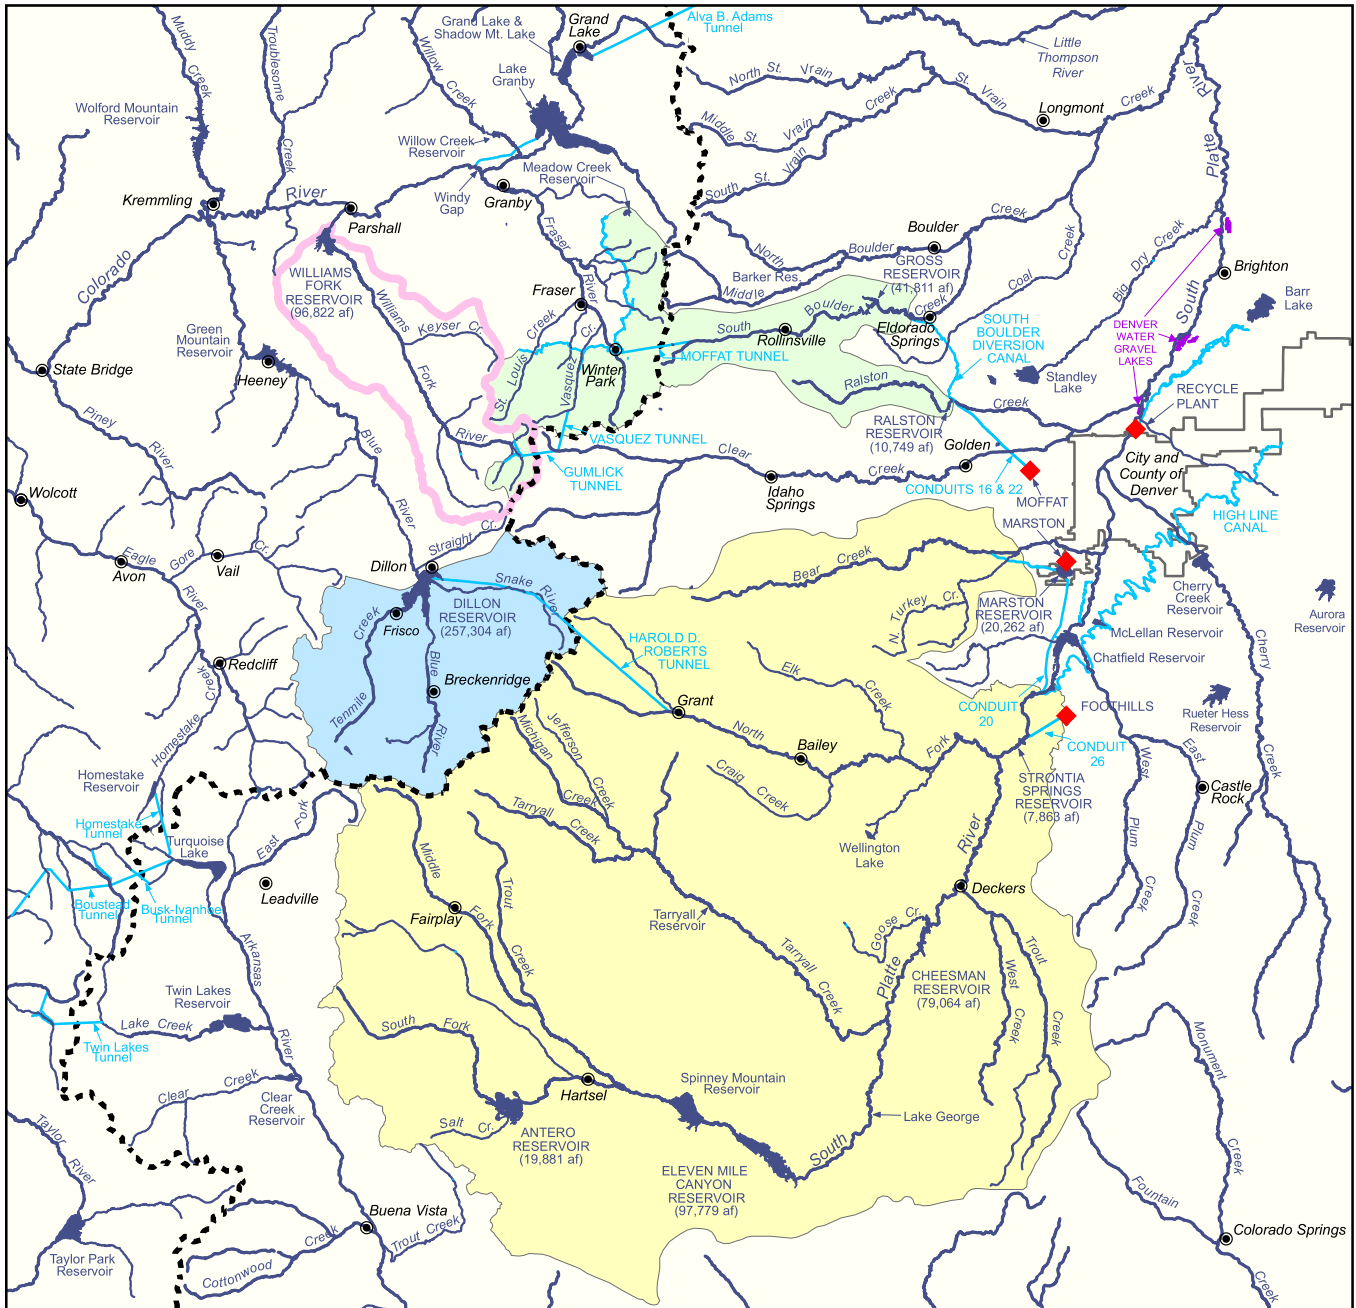 Muddy
Creek
Troublesome
Creek
Willow
Creek
Grand Lake &
Shadow Mt. Lake
Grand
Lake
Alva B. Adams
Tunnel
Little
Thompson
River
Lake
Granby
North St. Vrain
St.
Vrain
Creek
Longmont
Creek
River
Platte
South
Wolford Mountain
Reservoir
Willow Creek
Reservoir
Middle St. Vrain
Creek
South St. Vrain
Meadow Creek
Reservoir
Windy
Gap
Granby
Kremmling
River
Parshall
Colorado
Fraser
River
Boulder
Creek
North
Boulder
Barker Res.
Middle
GROSS
RESERVOIR
(41,811 af)
Coal
Creek
Big Dry Creek
Brighton
Barr
Lake
WILLIAMS
FORK
RESERVOIR
(96,822 af)
Williams
Fork
Keyser Cr.
River
Fraser
St. Louis Creek
Vasquez Cr.
Winter
Park
South
Boulder
Creek
Rollinsville
Eldorado
Springs
MOFFAT TUNNEL
SOUTH
BOULDER
DIVERSION
CANAL
DENVER
WATER
GRAVEL
LAKES
Green
Mountain
Reservoir
Heeney
State Bridge
Piney
River
Blue
River
Standley
Lake
RECYCLE
PLANT
Ralston
Creek
RALSTON
RESERVOIR
(10,749 af)
Golden
VASQUEZ TUNNEL
GUMLICK
TUNNEL
Clear
Creek
Idaho
Springs
CONDUITS 16 & 22
MOFFAT
City and
County of
Denver
HIGH LINE
CANAL
Wolcott
Eagle
River
Avon
Gore
Cr.
Vail
Straight Cr.
Dillon
Snake
River
DILLON
RESERVOIR
(257,304 af)
Creek
Tenmile
Frisco
Blue
River
Breckenridge
HAROLD D.
ROBERTS
TUNNEL
Bear Creek
MARSTON
N. Turkey Cr.
MARSTON
RESERVOIR
(20,262 af)
Cherry
Creek
Reservoir
Aurora
Reservoir
McLellan Reservoir
Chatfield Reservoir
Cherry
Creek
Redcliff
Homestake
Creek
Elk
Creek
Grant
North
Fork
Bailey
CONDUIT
20
FOOTHILLS
CONDUIT
26
Rueter Hess
Reservoir
STRONTIA
SPRINGS
RESERVOIR
(7,863 af)
West
Plum
Creek
East
Plum
Creek
Castle
Rock
Homestake
Reservoir
Homestake
Tunnel
Turquoise
Lake
East
Fork
Leadville
Boustead
Tunnel
Busk-Ivanhoe
Tunnel
Michigan
Creek
Jefferson
Creek
Tarryall
Creek
Craig
Creek
Wellington
Lake
River
Deckers
Middle
Fork
Fairplay
Trout
Creek
Tarryall
Reservoir
Tarryall
Creek
Goose Cr.
Platte
CHEESMAN
RESERVOIR
(79,064 af)
West
Creek
Trout
Creek
Arkansas
River
Twin Lakes
Reservoir
Lake Creek
Twin Lakes
Tunnel
South
Fork
Hartsel
Spinney Mountain
Reservoir
Lake George
Monument
Creek
Clear
Creek
Clear
Creek
Reservoir
Salt Cr.
ANTERO
RESERVOIR
(19,881 af)
ELEVEN MILE
CANYON
RESERVOIR
(97,779 af)
South
Taylor
River
Taylor Park
Reservoir
Cottonwood
Creek
Buena Vista
Trout Creek
Fountain
Creek
Colorado Springs